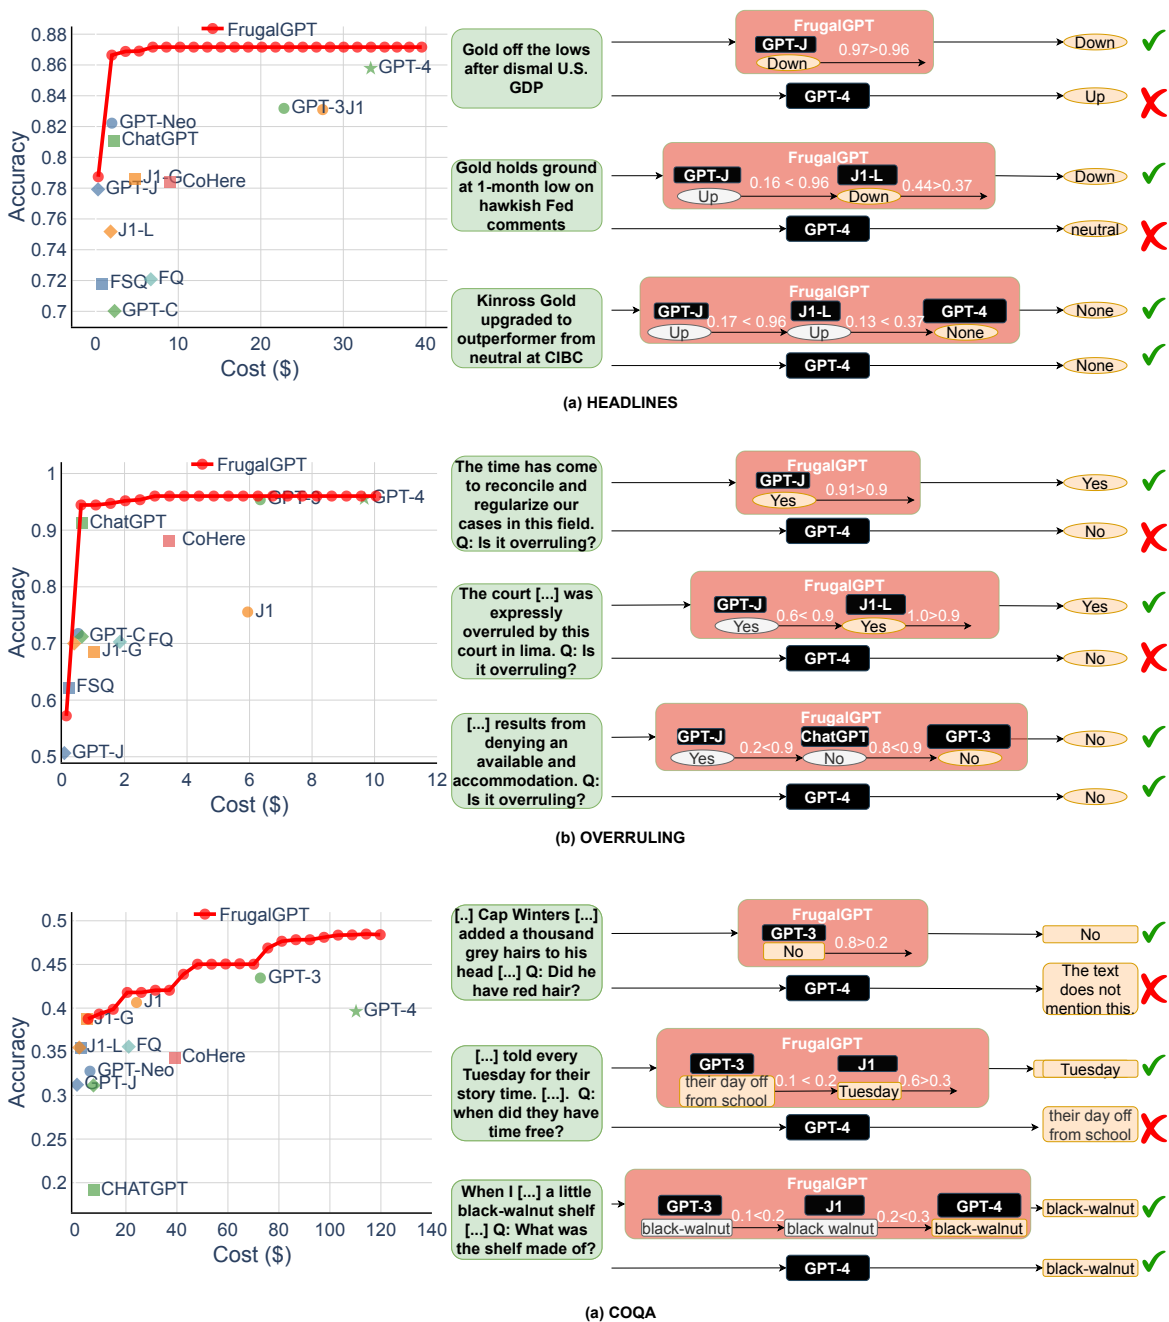 FrugalGPT
0.88
0.86
0.84
0.82
0.8
0.78
0.76
0.74
0.72
0.7
Accuracy
GPT-4
GPT-3
J1
GPT-Neo
ChatGPT
J1-G
CoHere
GPT-J
J1-L
FSQ
FQ
GPT-C
0
10
20
30
40
Cost ($)
Gold off the lows
after dismal U.S.
GDP
FrugalGPT
GPT-J
Down
0.97>0.96
Down
GPT-4
Up
Gold holds ground
at 1-month low on
hawkish Fed
comments
FrugalGPT
GPT-J
Up
0.16 < 0.96
J1-L
Down
0.44>0.37
Down
GPT-4
neutral
Kinross Gold
upgraded to
outperformer from
neutral at CIBC
FrugalGPT
GPT-J
Up
0.17 < 0.96
J1-L
Up
0.13 < 0.37
GPT-4
None
None
GPT-4
None
(a) HEADLINES
FrugalGPT
1
0.9
0.8
0.7
0.6
0.5
Accuracy
GPT-3
GPT-4
ChatGPT
CoHere
J1
GPT-C
FQ
J1-G
FSQ
GPT-J
0
2
4
6
8
10
12
Cost ($)
The time has come
to reconcile and
regularize our
cases in this field.
Q: Is it overruling?
FrugalGPT
GPT-J
Yes
0.91>0.9
Yes
GPT-4
No
The court [...] was
expressly
overruled by this
court in lima. Q: Is
it overruling?
FrugalGPT
GPT-J
Yes
0.6< 0.9
J1-L
Yes
1.0>0.9
Yes
GPT-4
No
[...] results from
denying an
available and
accommodation. Q:
Is it overruling?
FrugalGPT
GPT-J
Yes
0.2<0.9
ChatGPT
No
0.8<0.9
GPT-3
No
No
GPT-4
No
(b) OVERRULING
FrugalGPT
0.5
0.45
0.4
0.35
0.3
0.25
0.2
Accuracy
GPT-3
J1
GPT-4
J1-G
J1-L
FQ
CoHere
GPT-Neo
GPT-J
CHATGPT
0
20
40
60
80
100
120
140
Cost ($)
[..] Cap Winters [...]
added a thousand
grey hairs to his
head [...] Q: Did he
have red hair?
FrugalGPT
GPT-3
No
0.8>0.2
No
GPT-4
The text
does not
mention this.
[...] told every
Tuesday for their
story time. [...]. Q:
when did they have
time free?
FrugalGPT
GPT-3
their day off
from school
0.1 < 0.2
J1
Tuesday
0.6>0.3
Tuesday
GPT-4
their day off
from school
When I [...] a little
black-walnut shelf
[...] Q: What was
the shelf made of?
FrugalGPT
GPT-3
black-walnut
0.1<0.2
J1
black walnut
0.2<0.3
GPT-4
black-walnut
black-walnut
GPT-4
black-walnut
(a) COQA